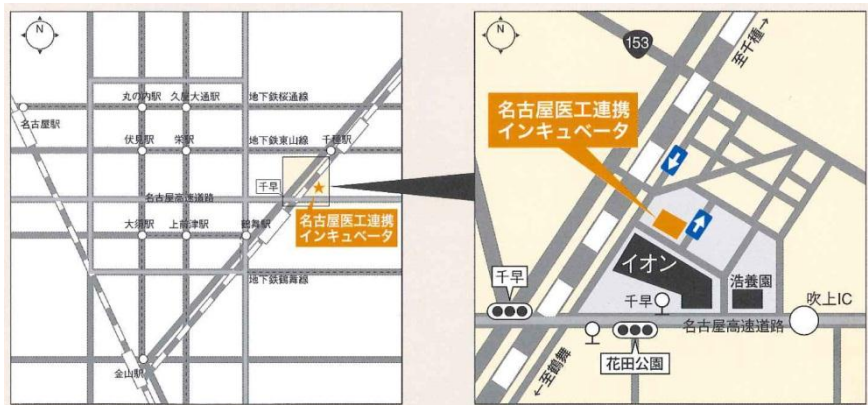 N
丸の内駅
久屋大通駅
地下鉄桜通線
名古屋駅
伏見駅
栄駅
地下鉄東山線
千種駅
千早
名古屋高速道路
大須駅
上前津駅
鶴舞駅
名古屋医工連携
インキュベータ
地下鉄鶴舞線
金山駅
N
153
至千種→
名古屋医工連携
インキュベータ
イオン
浩養園
千早
千早
吹上IC
名古屋高速道路
花田公園
←至鶴舞